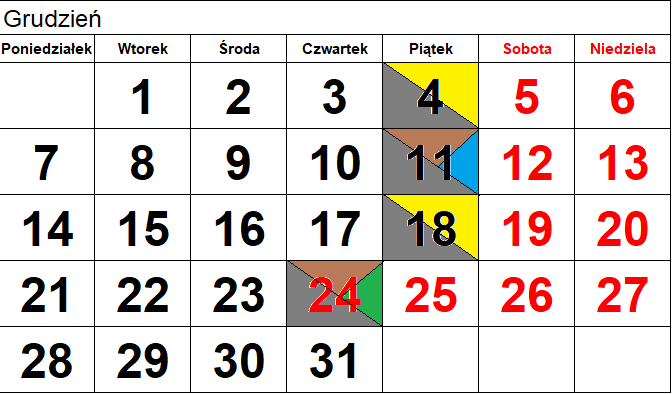 Grudzień
Poniedziałek Wtorek Środa Czwartek Piątek Sobota Niedziela
1 2 3 4 5 6
7 8 9 10 11 12 13
14 15 16 17 18 19 20
21 22 23 24 25 26 27
28 29 30 31